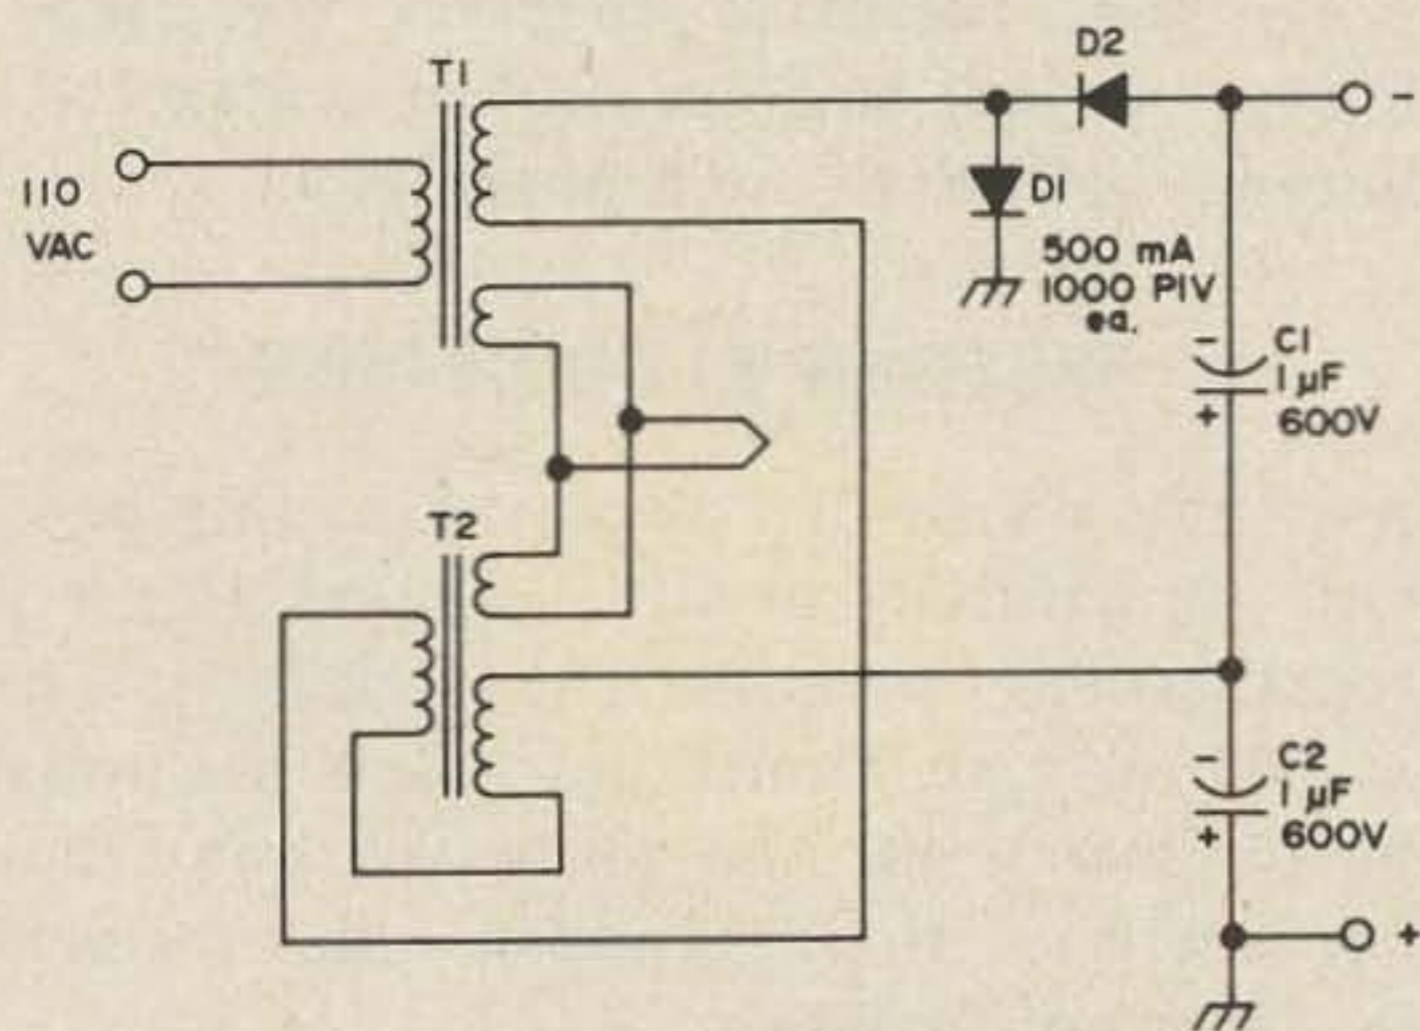 T1
D2
-
110
VAC
D1
500 mA
1000 PIV
ea.
-
C1
1 µF
600V
+
T2
-
C2
1 µF
600V
+
+